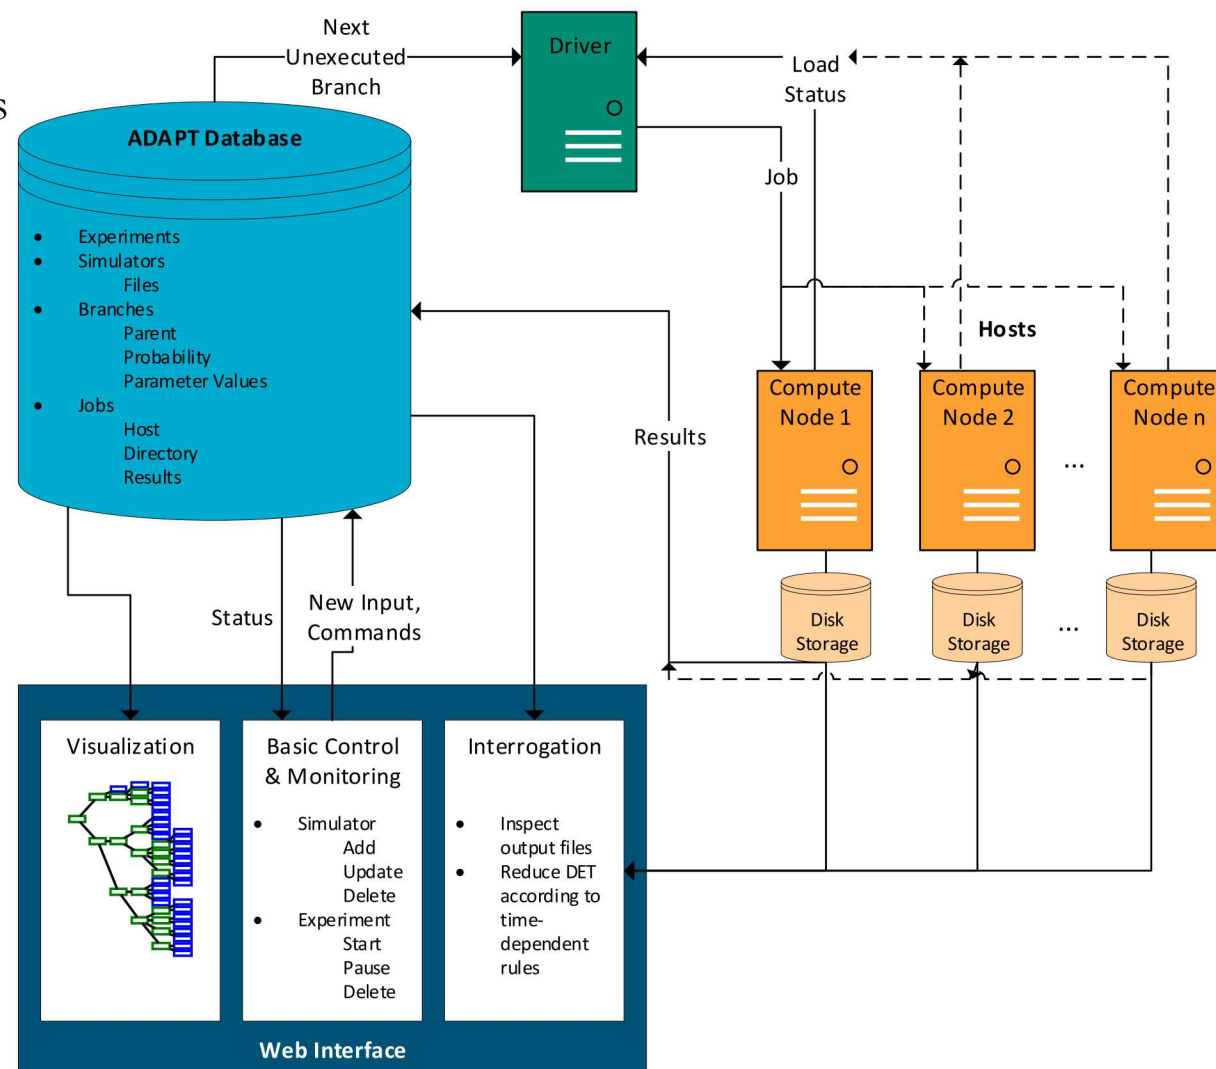 Next
Unexecuted
Branch
Driver
Load
Status
s
ADAPT Database
Job
• Experiments
• Simulators
Files
• Branches
Parent
Probability
Parameter Values
• Jobs
Host
Directory
Results
Hosts
Compute
Node 1
Compute
Node 2
Compute
Node n
...
Results
Disk
Storage
Disk
Storage
...
Disk
Storage
Status
New Input,
Commands
Visualization
Basic Control
& Monitoring
• Simulator
Add
Update
Delete
• Experiment
Start
Pause
Delete
Interrogation
• Inspect
output files
• Reduce DET
according to
time-
dependent
rules
Web Interface